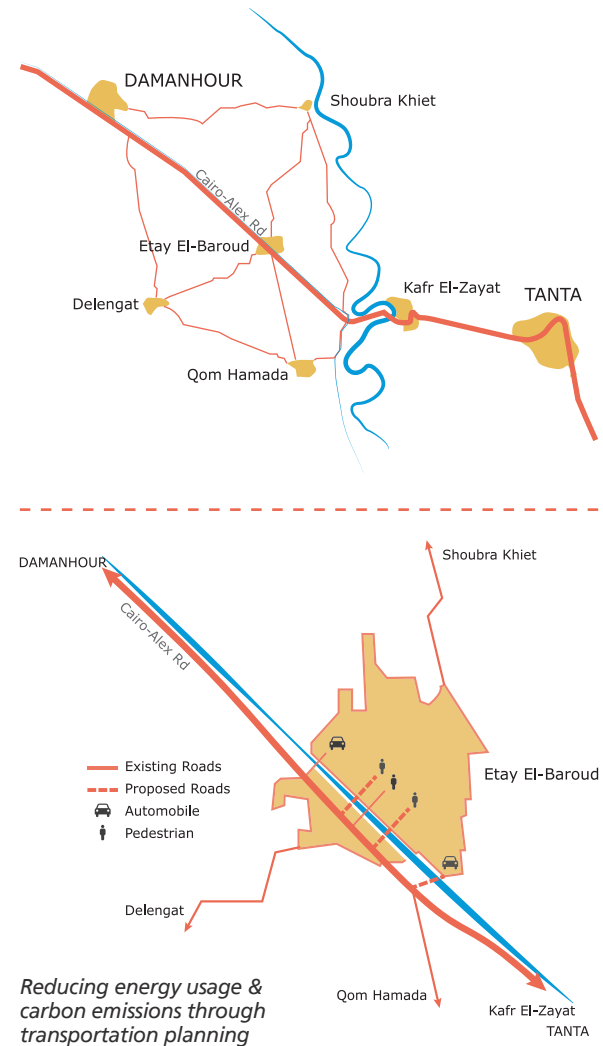 DAMANHOUR
Shoubra Khiet
Cairo-Alex Rd
Etay El-Baroud
Kafr El-Zayat
TANTA
Delengat
Qom Hamada
Shoubra Khiet
DAMANHOUR
Cairo-Alex Rd
Etay El-Baroud
Existing Roads
Proposed Roads
Automobile
Pedestrian
Delengat
Qom Hamada
Kafr El-Zayat
TANTA
Reducing energy usage &
carbon emissions through
transportation planning